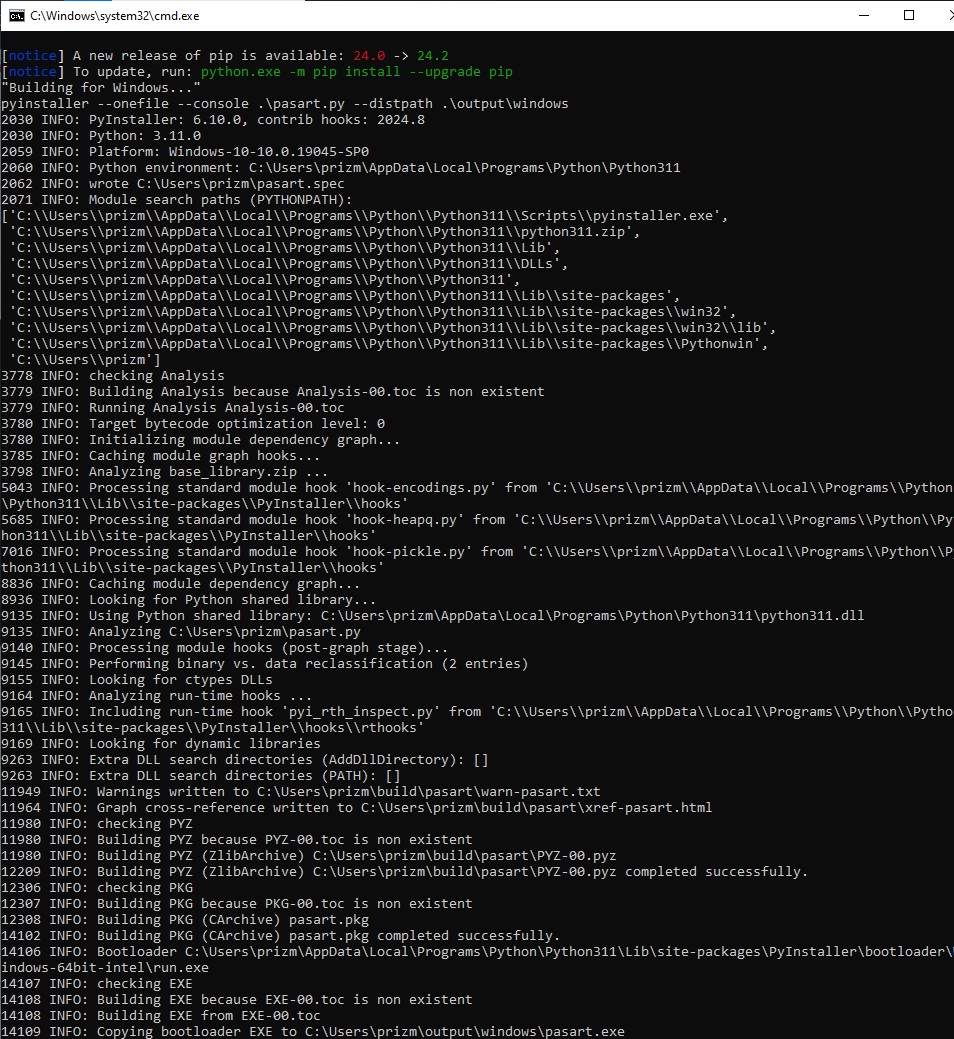 C:\Windows\system32\cmd.exe
[notice] A new release of pip is available: 24.0 -> 24.2
[notice] To update, run: python.exe -m pip install --upgrade pip
"Building for Windows..."
pyinstaller --onefile --console .\pasart.py --distpath .\output\windows
2030 INFO: PyInstaller: 6.10.0, contrib hooks: 2024.8
2030 INFO: Python: 3.11.0
2059 INFO: Platform: Windows-10-10.0.19045-SP0
2060 INFO: Python environment: C:\Users\prizm\AppData\Local\Programs\Python\Python311
2062 INFO: wrote C:\Users\prizm\pasart.spec
2071 INFO: Module search paths (PYTHONPATH):
['C:\\Users\\prizm\\AppData\\Local\\Programs\\Python\\Python311\\Scripts\\pyinstaller.exe',
 'C:\\Users\\prizm\\AppData\\Local\\Programs\\Python\\Python311\\python311.zip',
 'C:\\Users\\prizm\\AppData\\Local\\Programs\\Python\\Python311\\Lib',
 'C:\\Users\\prizm\\AppData\\Local\\Programs\\Python\\Python311\\DLLs',
 'C:\\Users\\prizm\\AppData\\Local\\Programs\\Python\\Python311',
 'C:\\Users\\prizm\\AppData\\Local\\Programs\\Python\\Python311\\Lib\\site-packages',
 'C:\\Users\\prizm\\AppData\\Local\\Programs\\Python\\Python311\\Lib\\site-packages\\win32',
 'C:\\Users\\prizm\\AppData\\Local\\Programs\\Python\\Python311\\Lib\\site-packages\\win32\\lib',
 'C:\\Users\\prizm\\AppData\\Local\\Programs\\Python\\Python311\\Lib\\site-packages\\Pythonwin',
 'C:\\Users\\prizm']
3778 INFO: checking Analysis
3779 INFO: Building Analysis because Analysis-00.toc is non existent
3779 INFO: Running Analysis Analysis-00.toc
3780 INFO: Target bytecode optimization level: 0
3780 INFO: Initializing module dependency graph...
3785 INFO: Caching module graph hooks...
3798 INFO: Analyzing base_library.zip ...
5043 INFO: Processing standard module hook 'hook-encodings.py' from 'C:\\Users\\prizm\\AppData\\Local\\Programs\\Python
\Python311\\Lib\\site-packages\\PyInstaller\\hooks'
5685 INFO: Processing standard module hook 'hook-heapq.py' from 'C:\\Users\\prizm\\AppData\\Local\\Programs\\Python\\Py
hon311\\Lib\\site-packages\\PyInstaller\\hooks'
7016 INFO: Processing standard module hook 'hook-pickle.py' from 'C:\\Users\\prizm\\AppData\\Local\\Programs\\Python\\P
thon311\\Lib\\site-packages\\PyInstaller\\hooks'
8836 INFO: Caching module dependency graph...
8936 INFO: Looking for Python shared library...
9135 INFO: Using Python shared library: C:\Users\prizm\AppData\Local\Programs\Python\Python311\python311.dll
9135 INFO: Analyzing C:\Users\prizm\pasart.py
9140 INFO: Processing module hooks (post-graph stage)...
9145 INFO: Performing binary vs. data reclassification (2 entries)
9155 INFO: Looking for ctypes DLLs
9164 INFO: Analyzing run-time hooks ...
9165 INFO: Including run-time hook 'pyi_rth_inspect.py' from 'C:\\Users\\prizm\\AppData\\Local\\Programs\\Python\\Pytho
311\\Lib\\site-packages\\PyInstaller\\hooks\\rthooks'
9169 INFO: Looking for dynamic libraries
9263 INFO: Extra DLL search directories (AddDllDirectory): []
9263 INFO: Extra DLL search directories (PATH): []
11949 INFO: Warnings written to C:\Users\prizm\build\pasart\warn-pasart.txt
11964 INFO: Graph cross-reference written to C:\Users\prizm\build\pasart\xref-pasart.html
11980 INFO: checking PYZ
11980 INFO: Building PYZ because PYZ-00.toc is non existent
11980 INFO: Building PYZ (ZlibArchive) C:\Users\prizm\build\pasart\PYZ-00.pyz
12209 INFO: Building PYZ (ZlibArchive) C:\Users\prizm\build\pasart\PYZ-00.pyz completed successfully.
12306 INFO: checking PKG
12307 INFO: Building PKG because PKG-00.toc is non existent
12308 INFO: Building PKG (CArchive) pasart.pkg
14102 INFO: Building PKG (CArchive) pasart.pkg completed successfully.
14106 INFO: Bootloader C:\Users\prizm\AppData\Local\Programs\Python\Python311\Lib\site-packages\PyInstaller\bootloader\
indows-64bit-intel\run.exe
14107 INFO: checking EXE
14108 INFO: Building EXE because EXE-00.toc is non existent
14108 INFO: Building EXE from EXE-00.toc
14109 INFO: Copying bootloader EXE to C:\Users\prizm\output\windows\pasart.exe